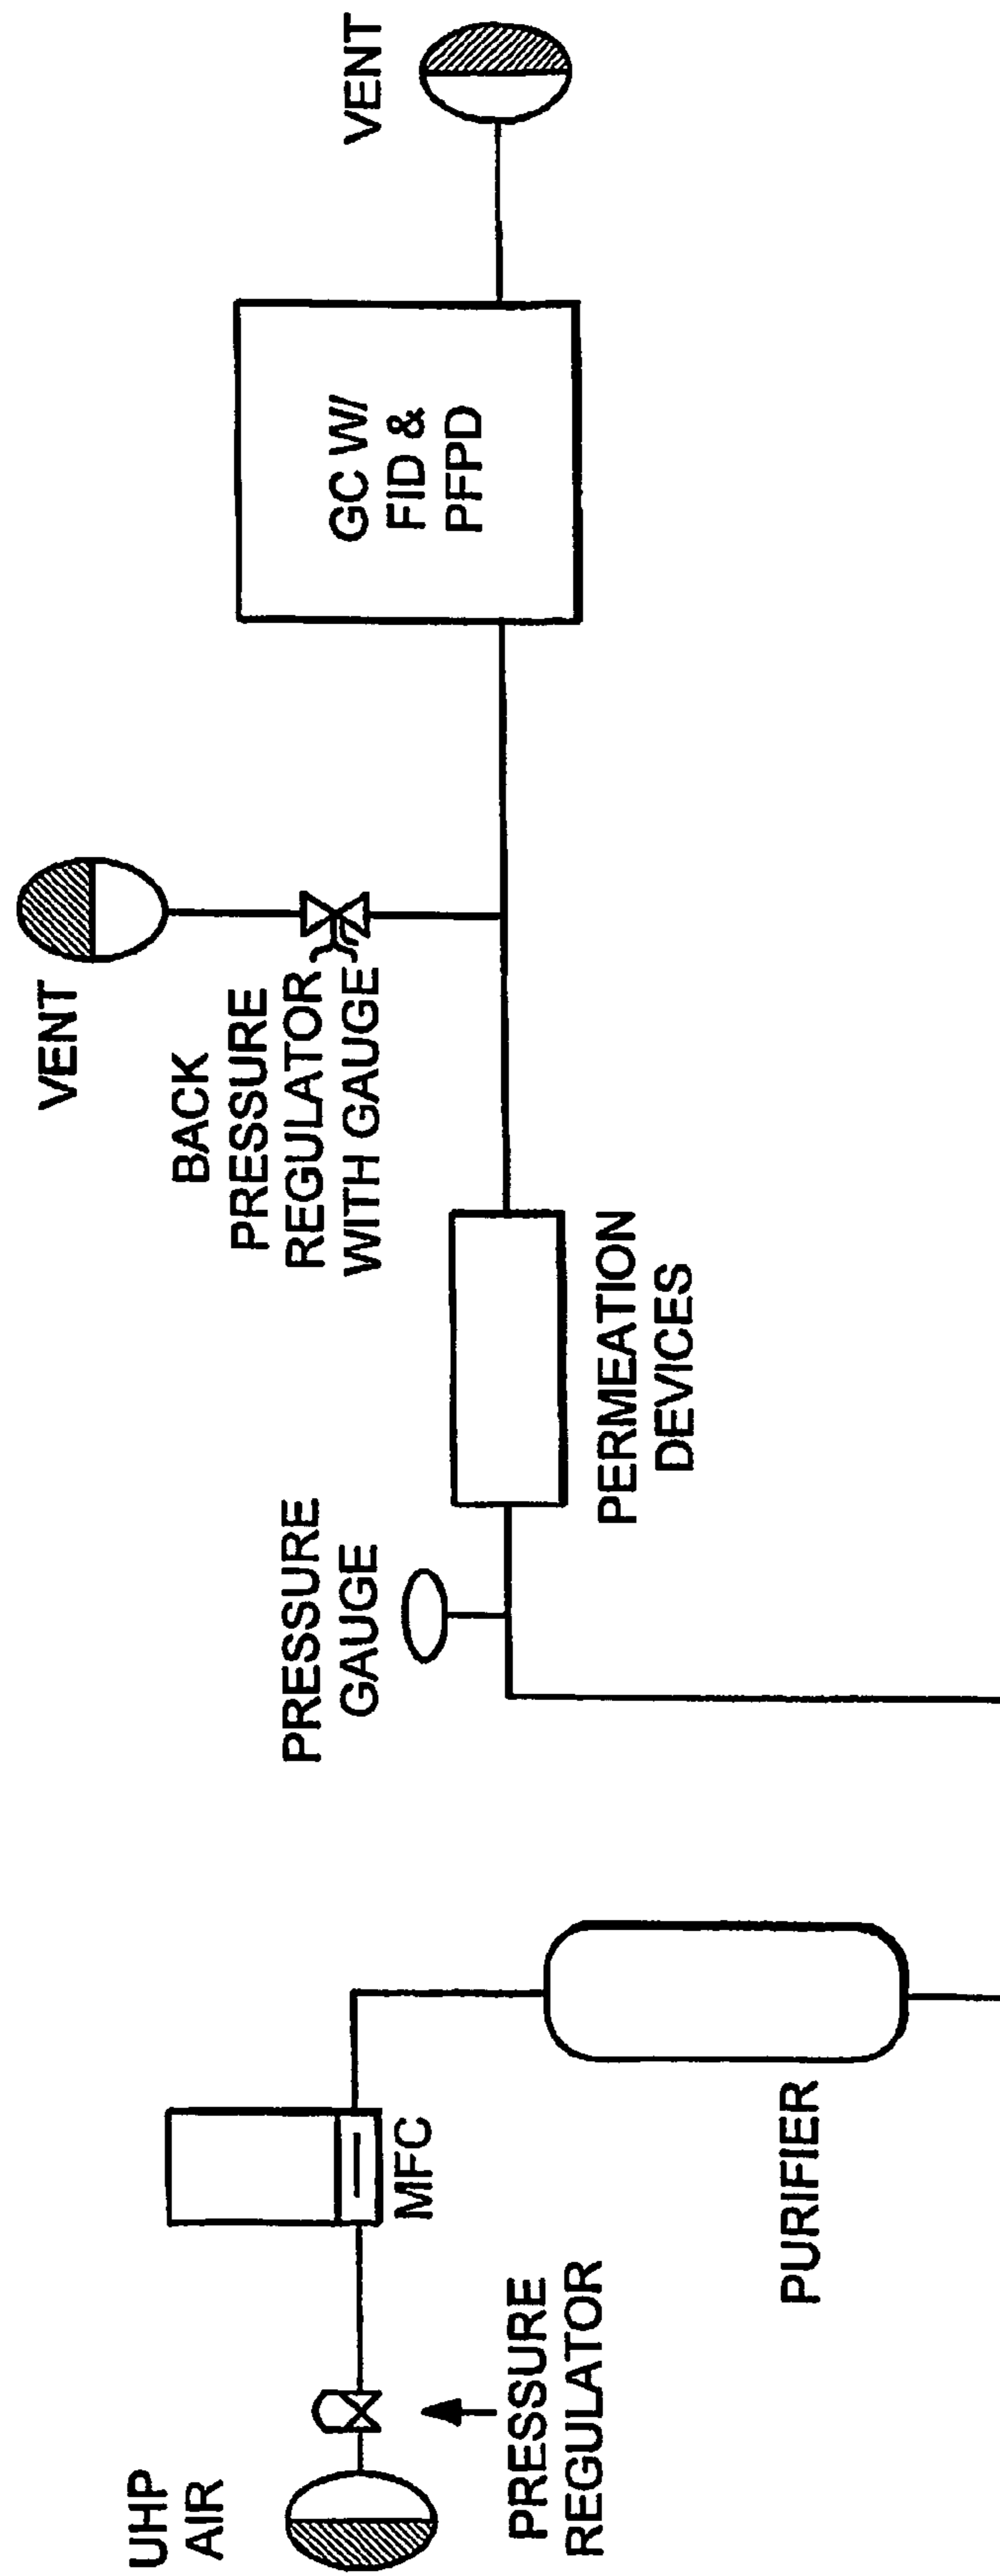 UHP
AIR
PRESSURE
REGULATOR
MFC
PURIFIER
PRESSURE
GAUGE
PERMEATION
DEVICES
BACK
PRESSURE
REGULATOR
WITH GAUGE
VENT
GC W/
FID &
PFPD
VENT